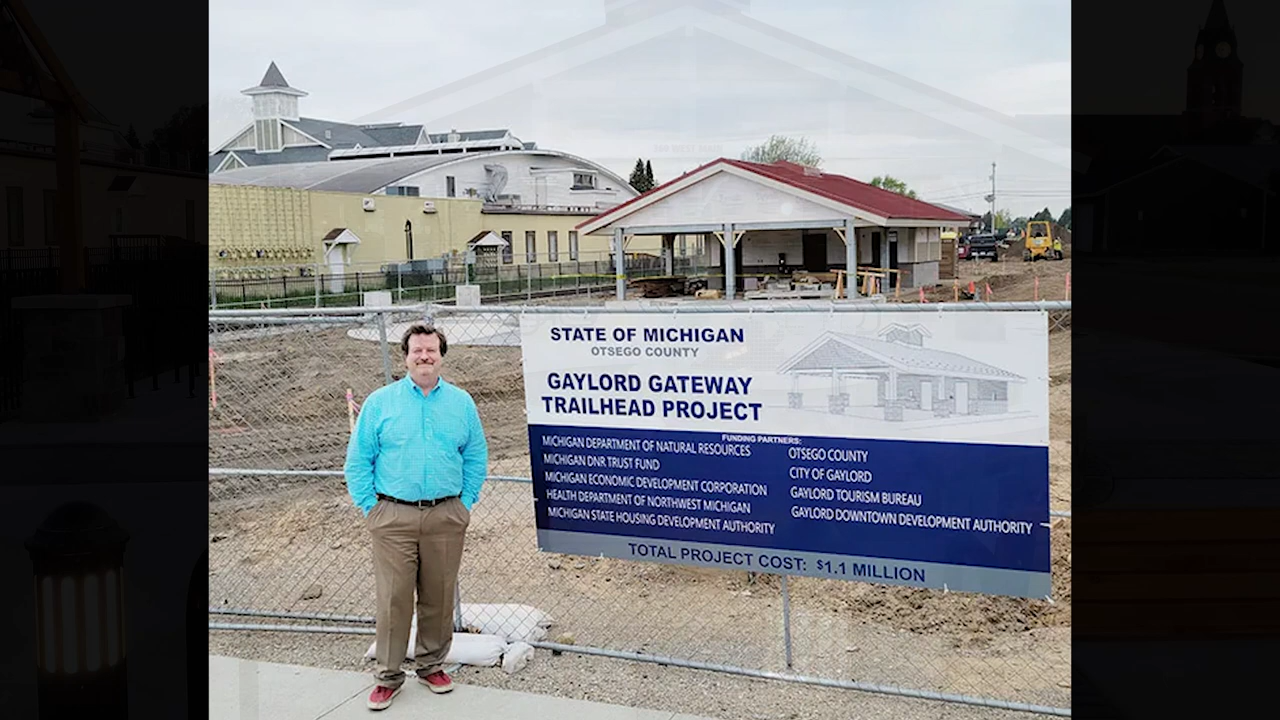 STATE OF MICHIGAN
OTSEGO COUNTY
GAYLORD GATEWAY
TRAILHEAD PROJECT
FUNDING PARTNERS:
MICHIGAN DEPARTMENT OF NATURAL RESOURCES
MICHIGAN DNR TRUST FUND
MICHIGAN ECONOMIC DEVELOPMENT CORPORATION
HEALTH DEPARTMENT OF NORTHWEST MICHIGAN
MICHIGAN STATE HOUSING DEVELOPMENT AUTHORITY
OTSEGO COUNTY
CITY OF GAYLORD
GAYLORD TOURISM BUREAU
GAYLORD DOWNTOWN DEVELOPMENT AUTHORITY
TOTAL PROJECT COST: $1.1 MILLION